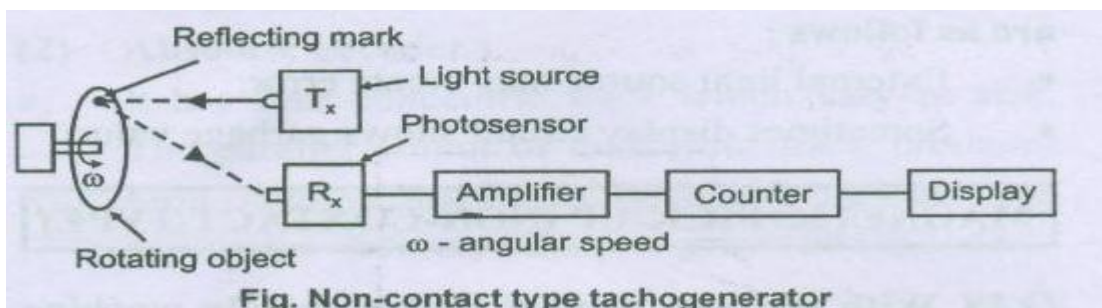 Reflecting mark
Light source
Tx
Photosensor
Rx
Amplifier
Counter
Display
ω
ω - angular speed
Rotating object
Fig. Non-contact type tachogenerator